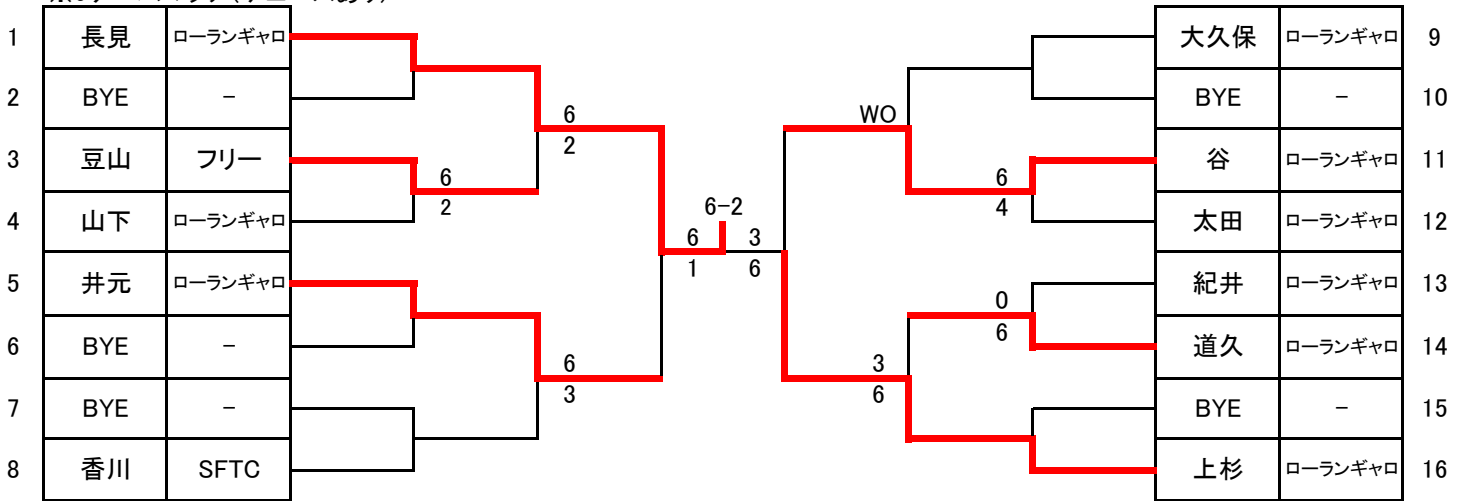 1 長見 ローランギャロ
2 BYE -
3 豆山 フリー
4 山下 ローランギャロ
5 井元 ローランギャロ
6 BYE -
7 BYE -
8 香川 SFTC
6
2
6
2
6
3
6-2
6 3
1 6
WO
6
4
0
6
3
6
大久保 ローランギャロ 9
BYE - 10
谷 ローランギャロ 11
太田 ローランギャロ 12
紀井 ローランギャロ 13
道久 ローランギャロ 14
BYE - 15
上杉 ローランギャロ 16